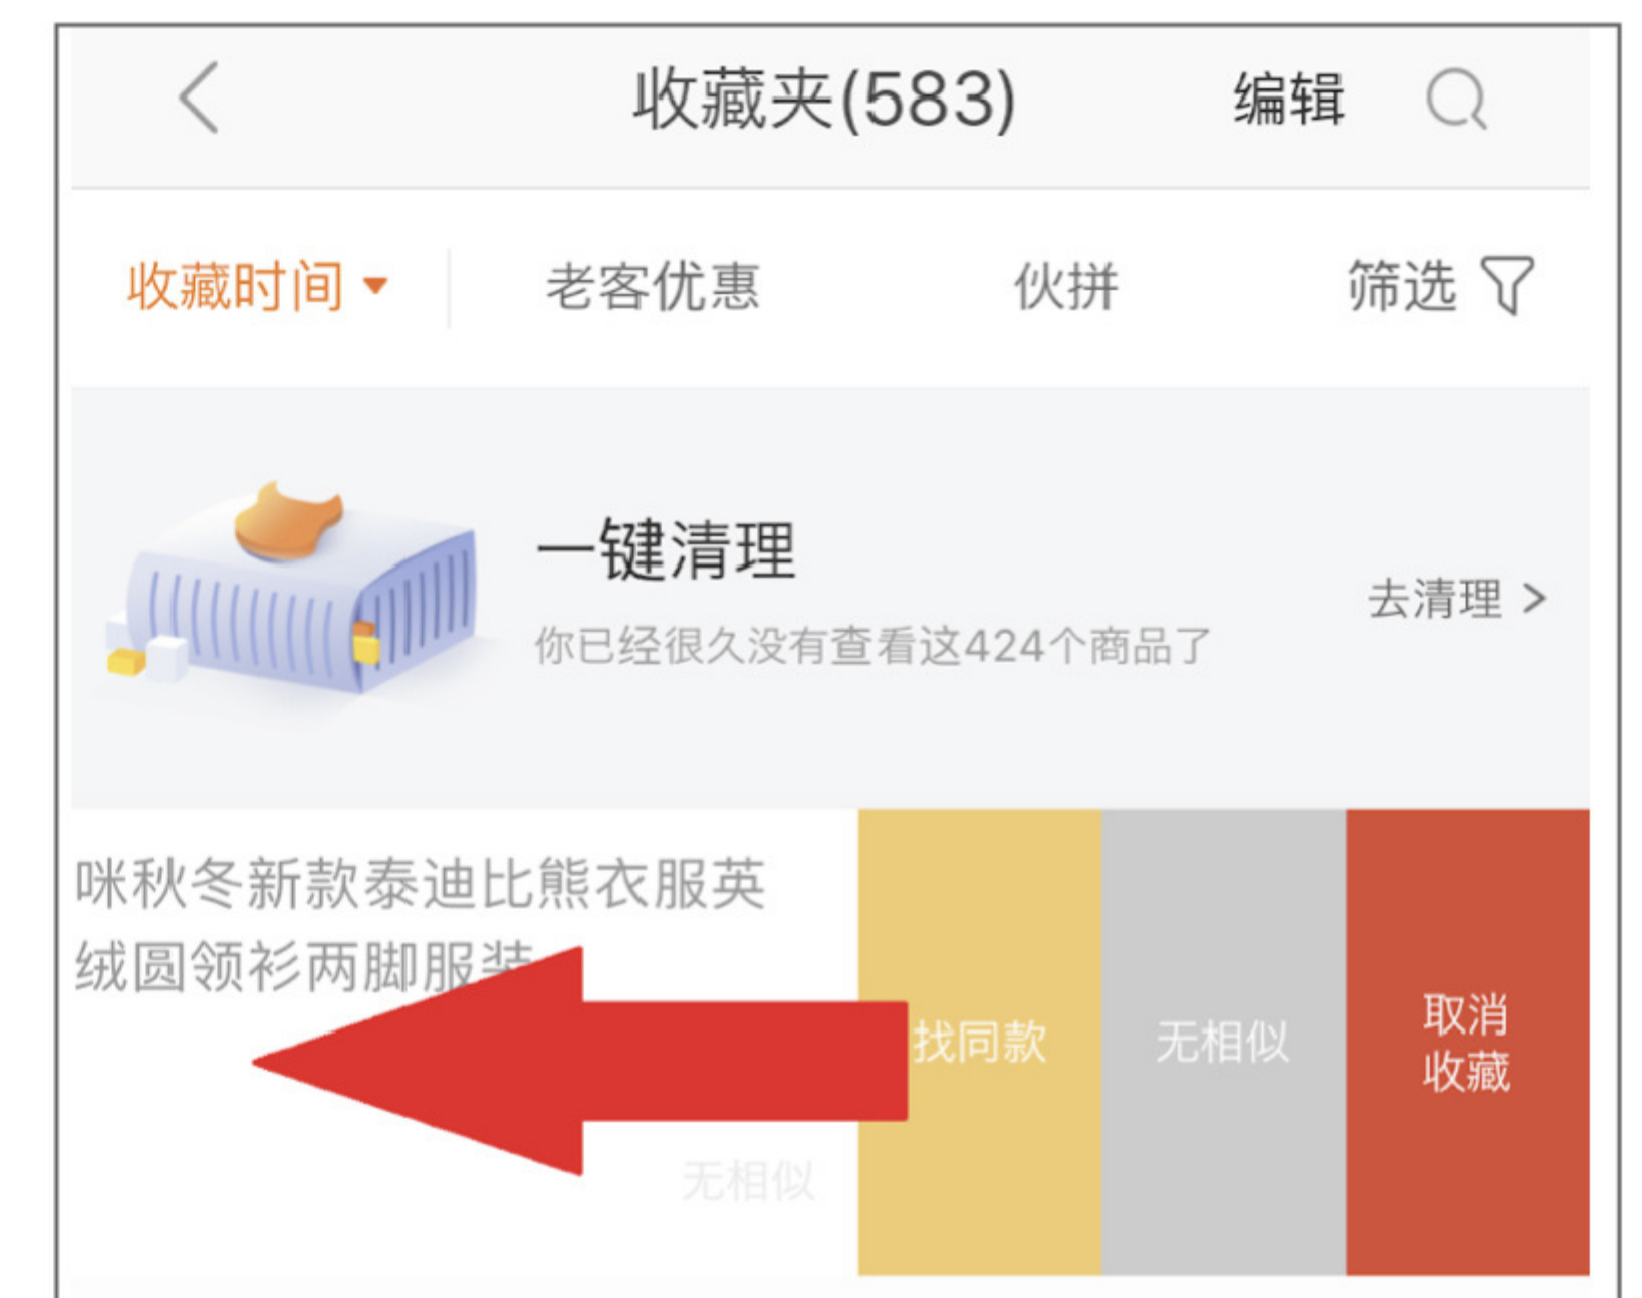 收藏夹(583)
编辑
收藏时间
老客优惠
伙拼
筛选
一键清理
你已经很久没有查看这424个商品了
去清理 >
咪秋冬新款泰迪比熊衣服英
绒圆领衫两脚服装
找同款
无相似
取消
收藏
无相似